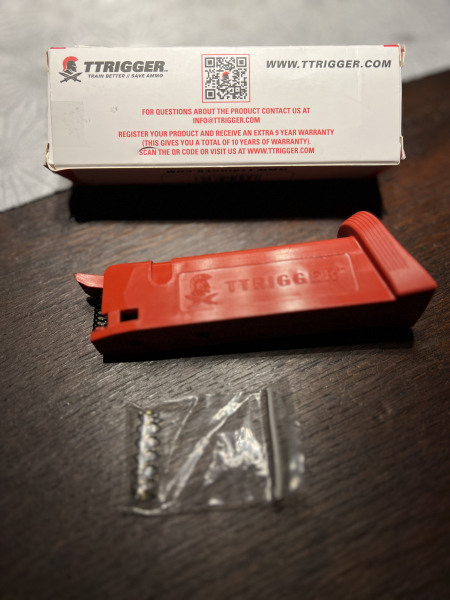 TTRIGGER™
TRAIN BETTER // SAVE AMMO
WWW.TTRIGGER.COM
FOR QUESTIONS ABOUT THE PRODUCT CONTACT US AT
INFO@TTRIGGER.COM
REGISTER YOUR PRODUCT AND RECEIVE AN EXTRA 9 YEAR WARRANTY
(THIS GIVES YOU A TOTAL OF 10 YEARS OF WARRANTY).
SCAN THE QR CODE OR VISIT US AT WWW.TTRIGGER.COM
TTRIGGER